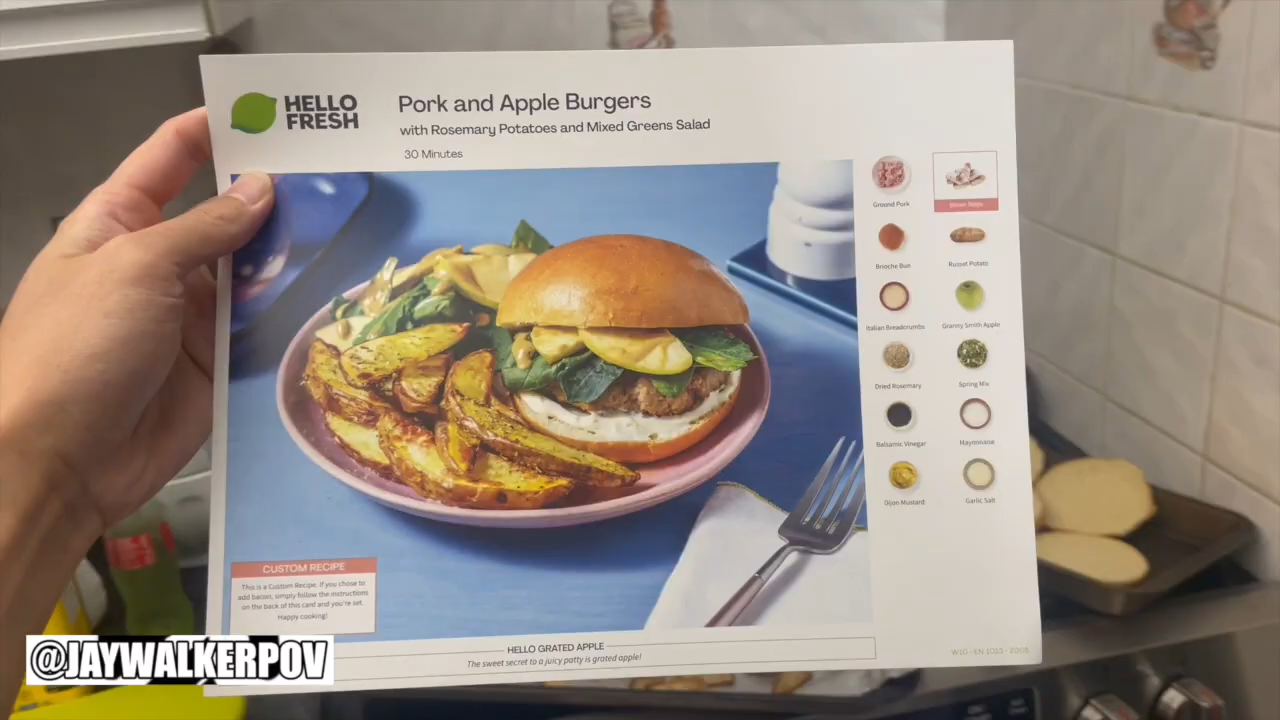 HELLO
FRESH
Pork and Apple Burgers
with Rosemary Potatoes and Mixed Greens Salad
30 Minutes
Ground Pork
Brioche Bun
Russet Potato
Italian Breadcrumbs
Granny Smith Apple
Dried Rosemary
Spring Mix
Balsamic Vinegar
Mayonnaise
Dijon Mustard
Garlic Salt
CUSTOM RECIPE
This is a Custom Recipe. If you chose to
add bacon, simply follow the instructions
on the back of this card and you're set.
Happy cooking!
HELLO GRATED APPLE
The sweet secret to a juicy patty is grated apple!
@JAYWALKERPOV